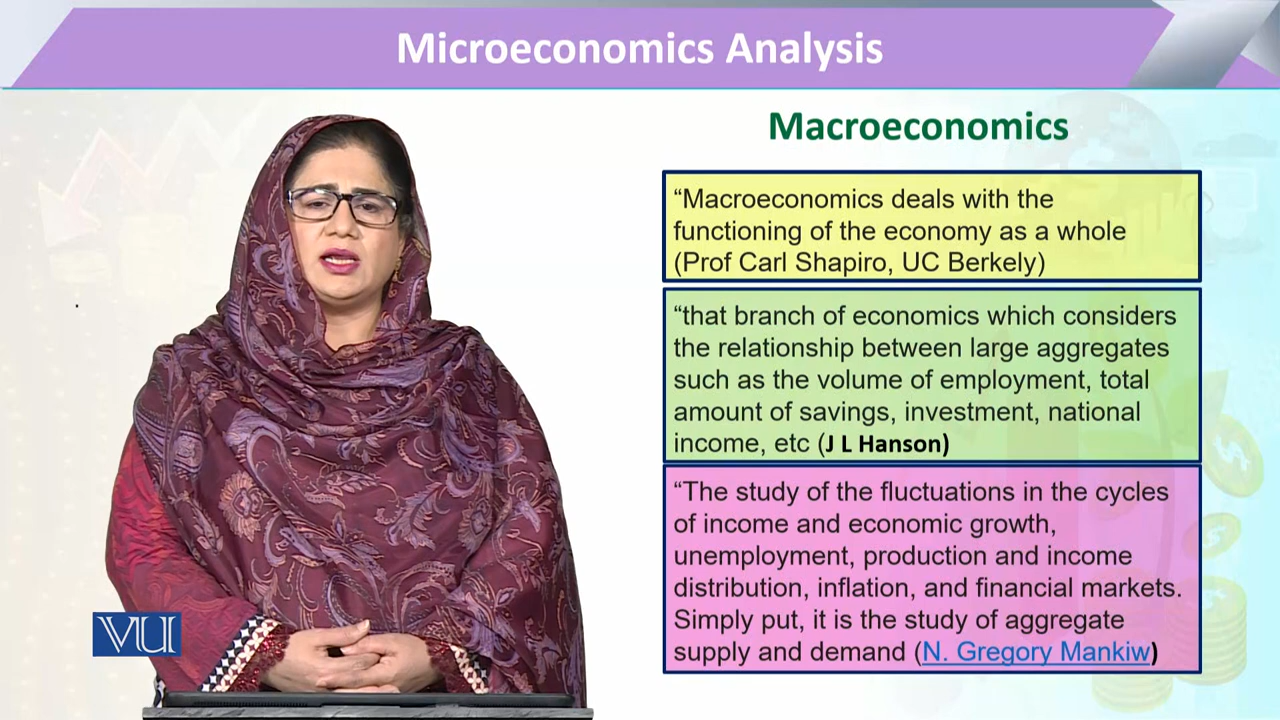 Microeconomics Analysis
Macroeconomics
“Macroeconomics deals with the
functioning of the economy as a whole
(Prof Carl Shapiro, UC Berkely)
“that branch of economics which considers
the relationship between large aggregates
such as the volume of employment, total
amount of savings, investment, national
income, etc (J L Hanson)
“The study of the fluctuations in the cycles
of income and economic growth,
unemployment, production and income
distribution, inflation, and financial markets.
Simply put, it is the study of aggregate
supply and demand (N. Gregory Mankiw)
VU